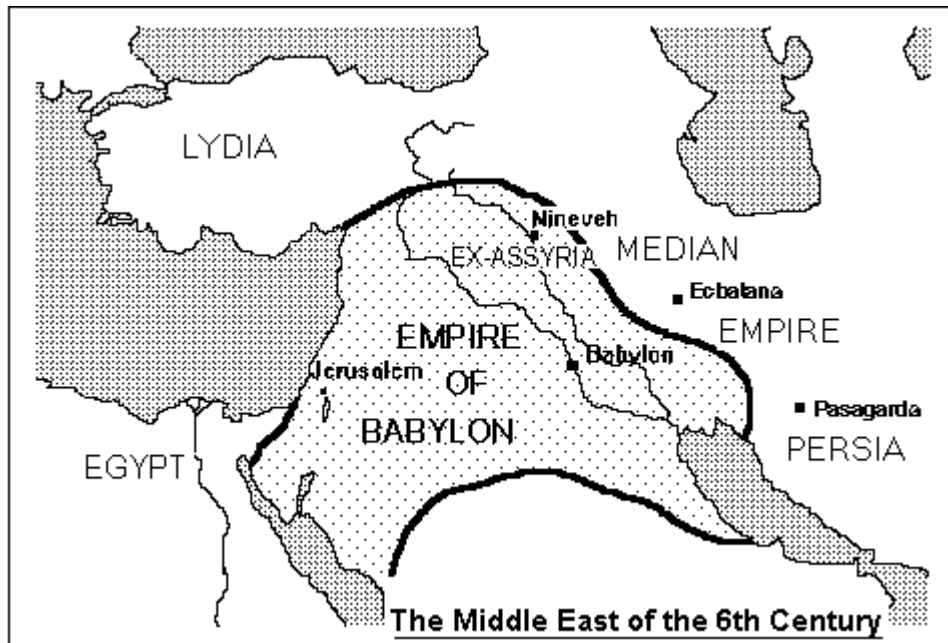 LYDIA
Nineveh
EX-ASSYRIA
MEDIAN
Ecbatana
EMPIRE
EMPIRE
Babylon
Jerusalem
OF
Pasagarda
BABYLON
PERSIA
EGYPT
The Middle East of the 6th Century